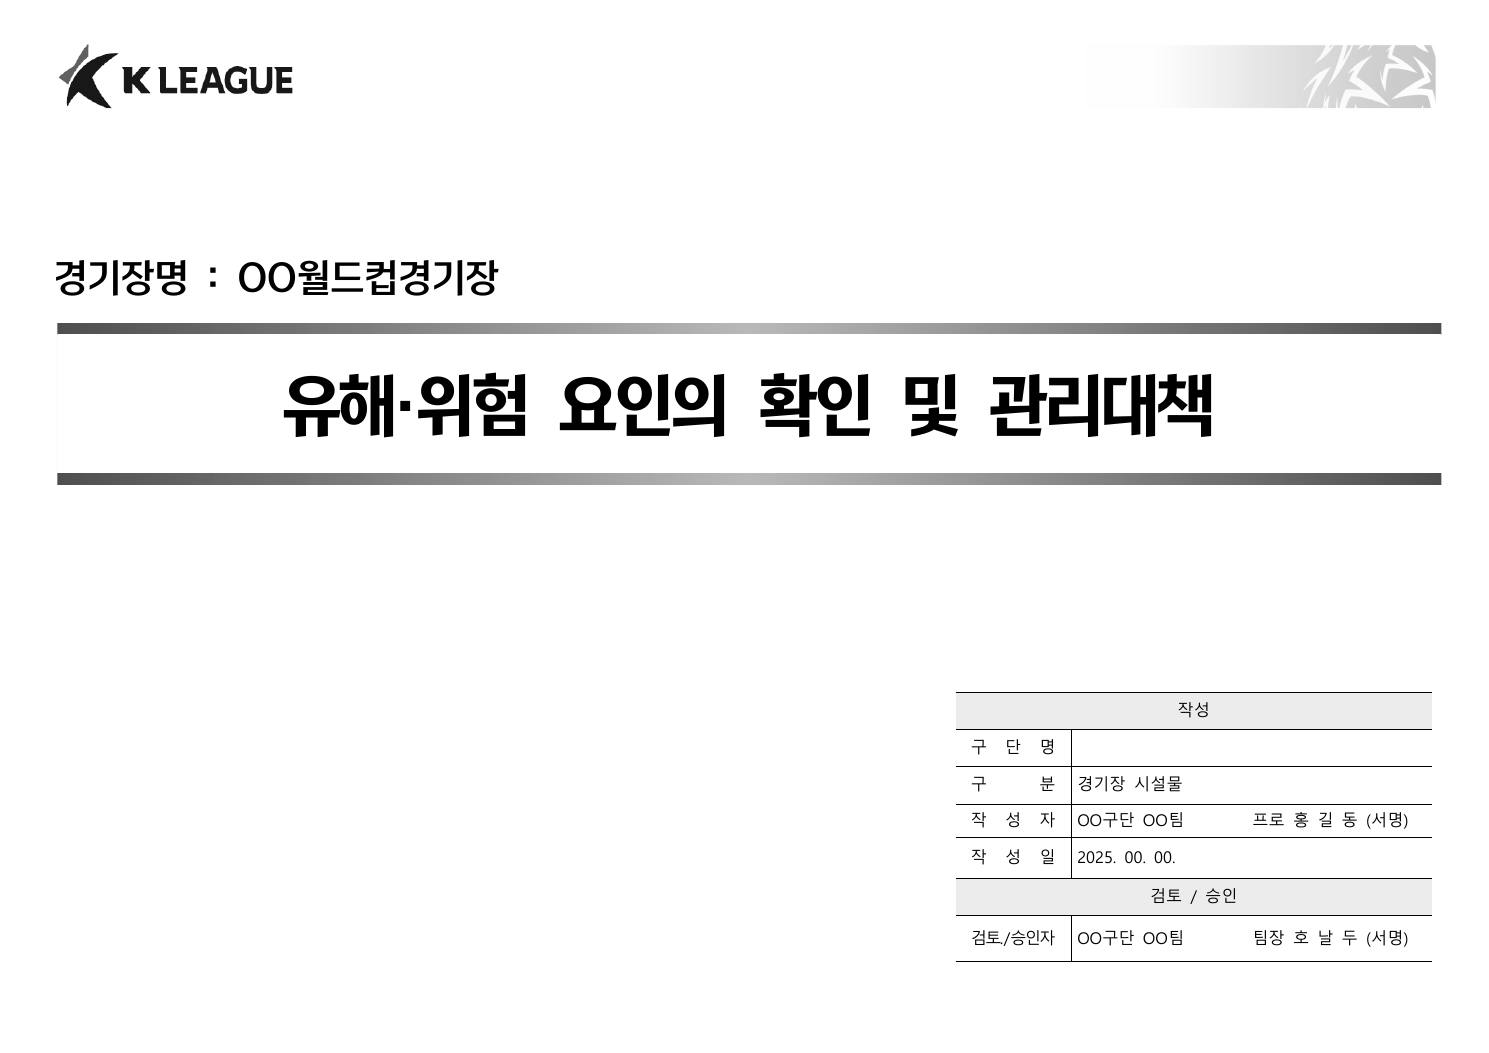 K LEAGUE
경기장명 : OO월드컵경기장
유해·위험 요인의 확인 및 관리대책
작성
구 단 명
구 분 경기장 시설물
작 성 자 OO구단 OO팀 프로 홍 길 동 (서명)
작 성 일 2025. 00. 00.
검토 / 승인
검토./승인자 OO구단 OO팀 팀장 호 날 두 (서명)